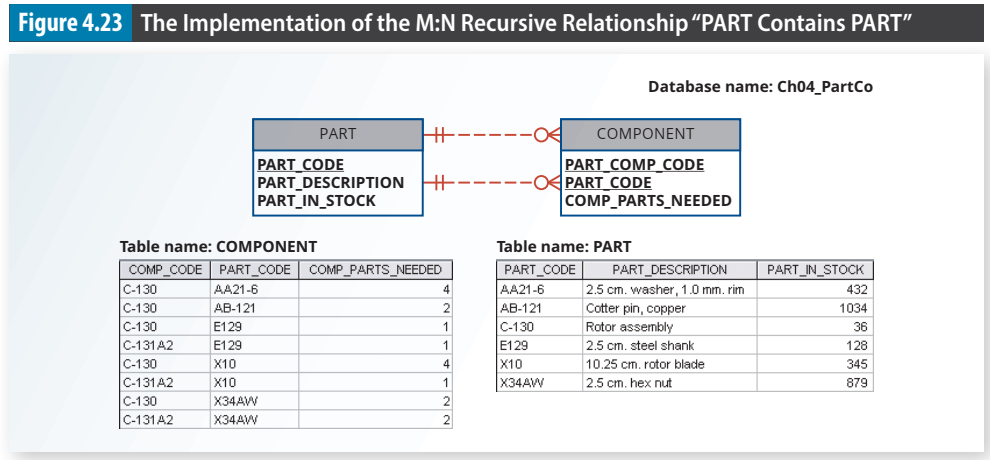 Figure 4.23 The Implementation of the M:N Recursive Relationship “PART Contains PART”
Database name: Ch04_PartCo
PART
PART_CODE
PART_DESCRIPTION
PART_IN_STOCK
COMPONENT
PART_COMP_CODE
PART_CODE
COMP_PARTS_NEEDED
Table name: COMPONENT
COMP_CODE PART_CODE COMP_PARTS_NEEDED
C-130 AA21-6 4
C-130 AB-121 2
C-130 E129 1
C-131A2 E129 1
C-130 X10 4
C-131A2 X10 1
C-130 X34AW 2
C-131A2 X34AW 2
Table name: PART
PART_CODE PART_DESCRIPTION PART_IN_STOCK
AA21-6 2.5 cm. washer, 1.0 mm. rim 432
AB-121 Cotter pin, copper 1034
C-130 Rotor assembly 36
E129 2.5 cm. steel shank 128
X10 10.25 cm. rotor blade 345
X34AW 2.5 cm. hex nut 879